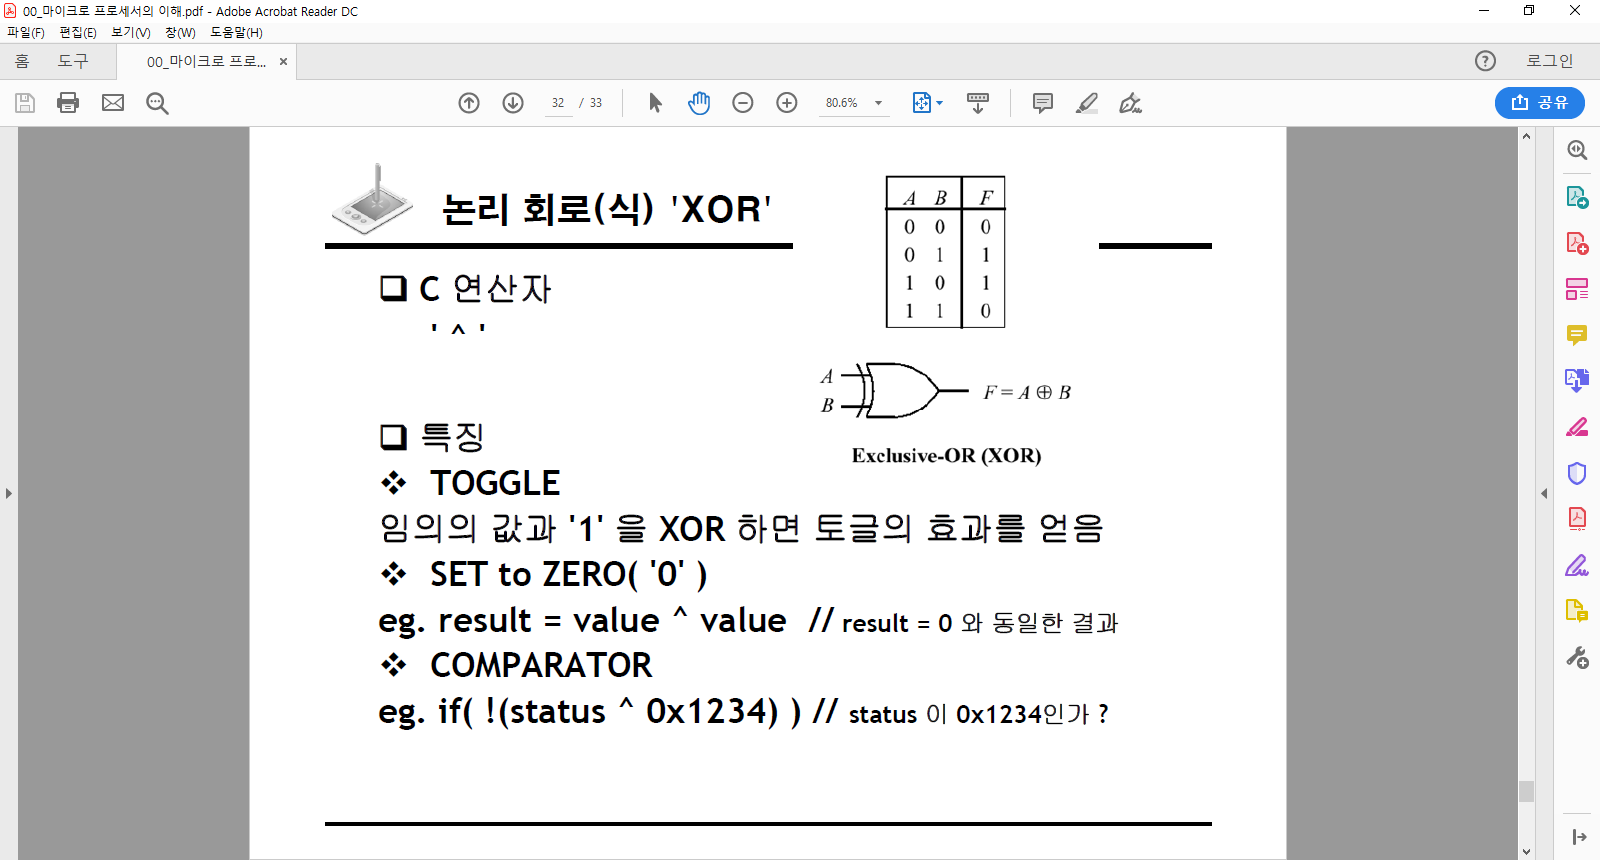 00_마이크로 프로세서의 이해.pdf - Adobe Acrobat Reader DC
파일(F) 편집(E) 보기(V) 창(W) 도움말(H)
홈 도구 00_마이크로 프로... × ? 로그인
32 / 33 80.6% 공유
논리 회로(식) 'XOR'
A B F
0 0 0
0 1 1
1 0 1
1 1 0
❑ C 연산자
' ^ '
A
B
F = A ⊕ B
Exclusive-OR (XOR)
❑ 특징
❖ TOGGLE
임의의 값과 '1' 을 XOR 하면 토글의 효과를 얻음
❖ SET to ZERO( '0' )
eg. result = value ^ value // result = 0 와 동일한 결과
❖ COMPARATOR
eg. if( !(status ^ 0x1234) ) // status 이 0x1234인가 ?